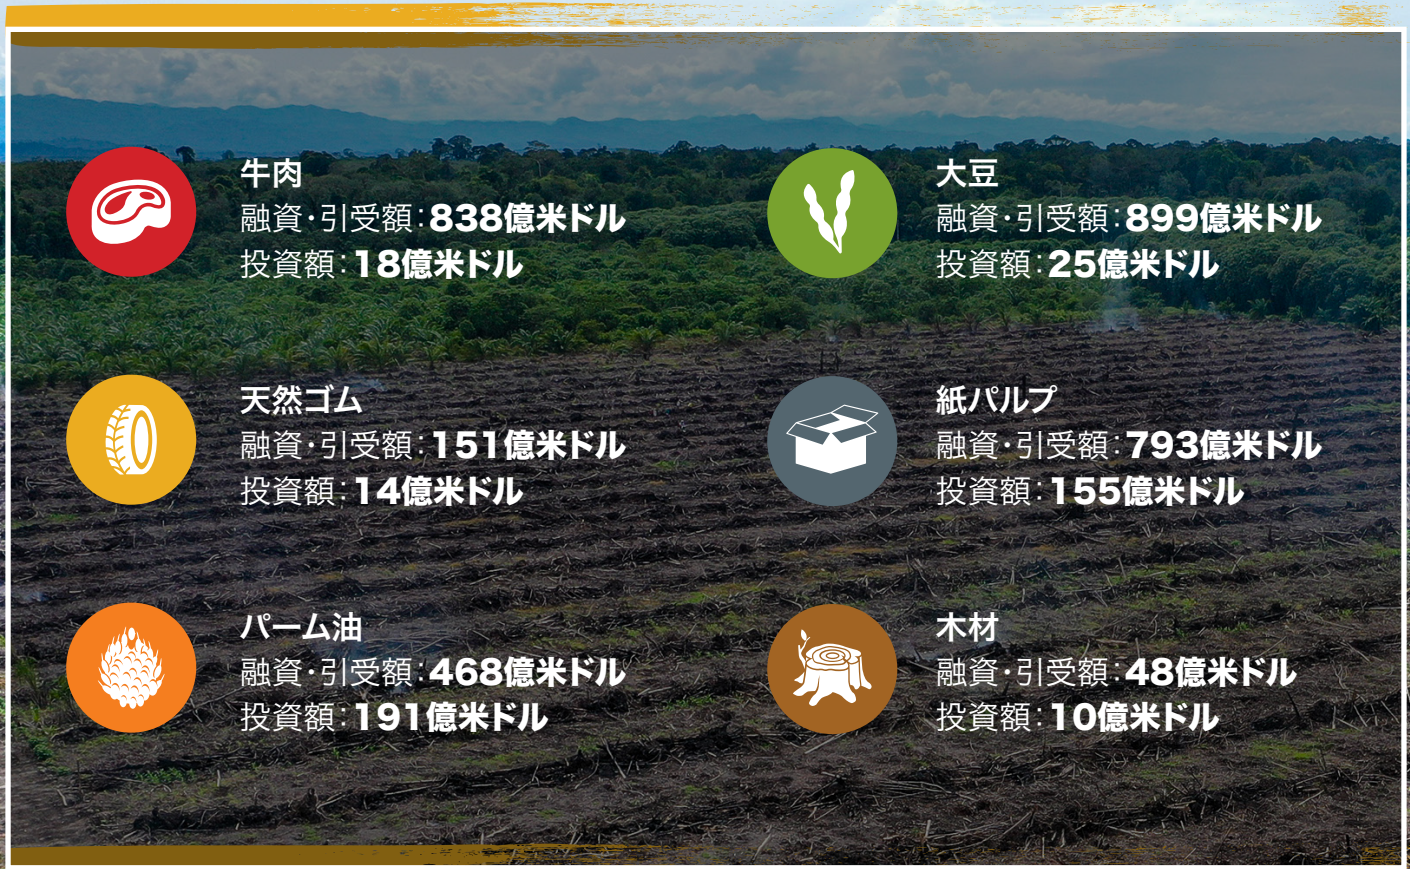 牛肉
融資・引受額：838億米ドル
投資額：18億米ドル
大豆
融資・引受額：899億米ドル
投資額：25億米ドル
天然ゴム
融資・引受額：151億米ドル
投資額：14億米ドル
紙パルプ
融資・引受額：793億米ドル
投資額：155億米ドル
パーム油
融資・引受額：468億米ドル
投資額：191億米ドル
木材
融資・引受額：48億米ドル
投資額：10億米ドル